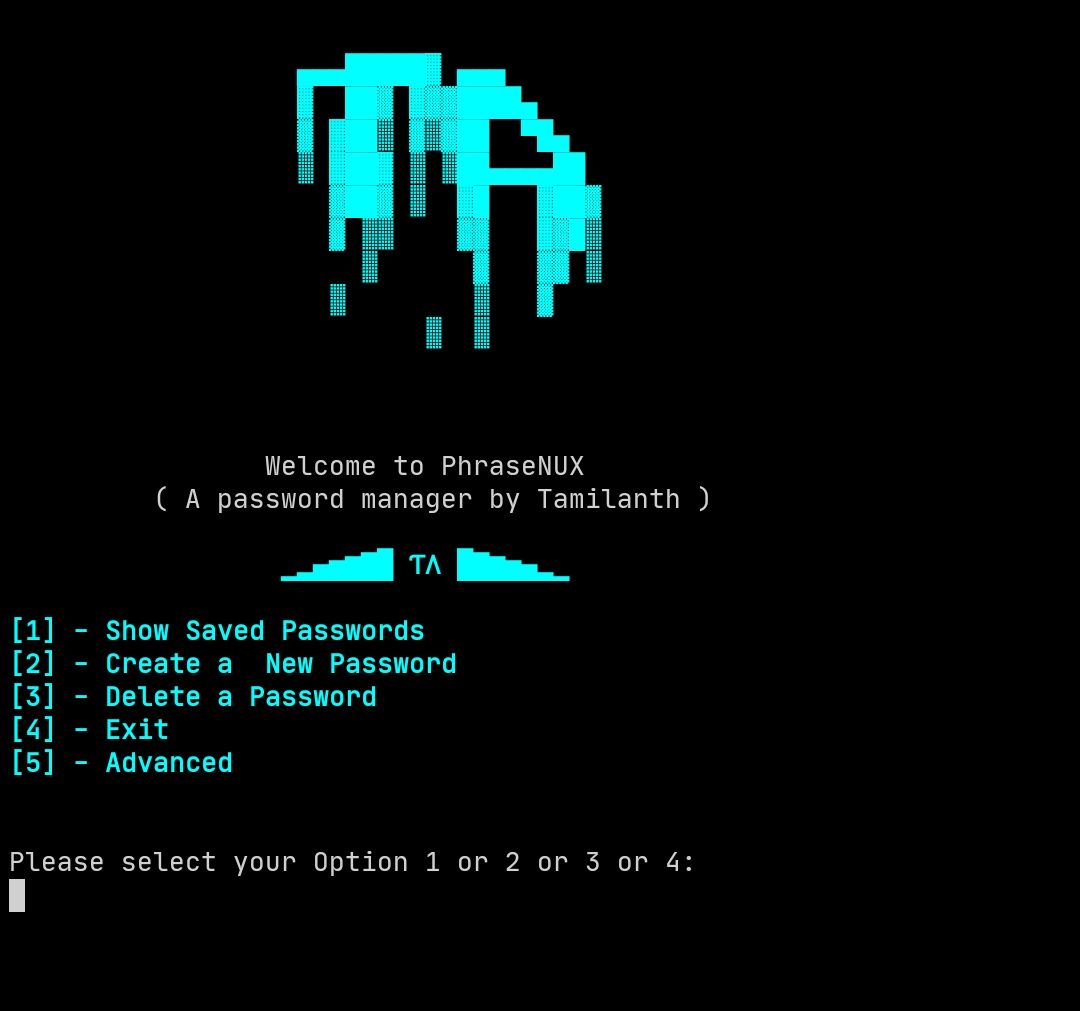 Welcome to PhraseNUX
( A password manager by Tamilanth )
ƬΛ
[1] - Show Saved Passwords
[2] - Create a  New Password
[3] - Delete a Password
[4] - Exit
[5] - Advanced
Please select your Option 1 or 2 or 3 or 4: